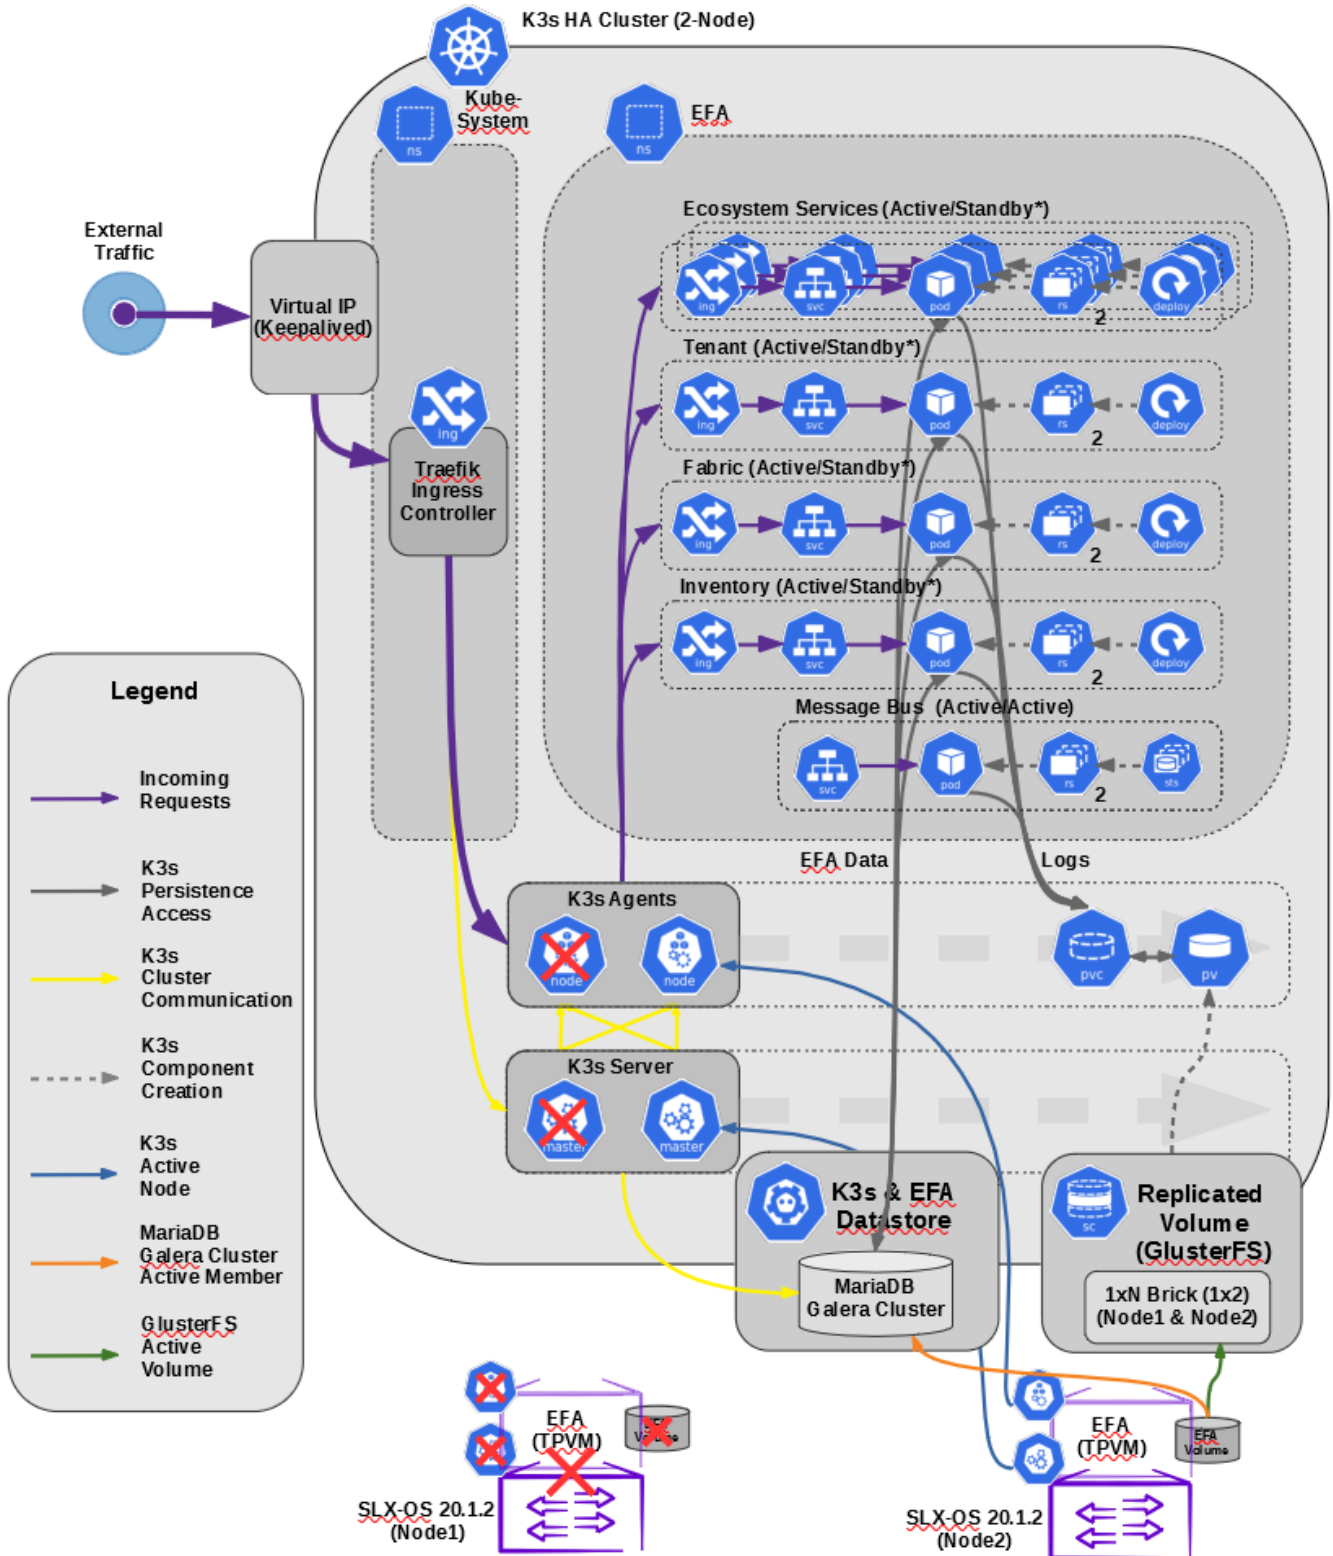 K3s HA Cluster (2-Node)
Kube-
System
ns
EFA
ns
External
Traffic
Virtual IP
(Keepalived)
ing
Traefik
Ingress
Controller
Ecosystem Services (Active/Standby*)
ing
svc
pod
rs
2
deploy
Tenant (Active/Standby*)
ing
svc
pod
rs
2
deploy
Fabric (Active/Standby*)
ing
svc
pod
rs
2
deploy
Inventory (Active/Standby*)
ing
svc
pod
rs
2
deploy
Message Bus (Active/Active)
svc
pod
rs
2
sts
EFA Data
Logs
K3s Agents
node
node
pvc
pv
K3s Server
master
master
K3s & EFA
Datastore
MariaDB
Galera Cluster
sc
Replicated
Volume
(GlusterFS)
1xN Brick (1x2)
(Node1 & Node2)
Legend
Incoming
Requests
K3s
Persistence
Access
K3s
Cluster
Communication
K3s
Component
Creation
K3s
Active
Node
MariaDB
Galera Cluster
Active Member
GlusterFS
Active
Volume
EFA
(TPVM)
SLX-OS 20.1.2
(Node1)
EFA
(TPVM)
EFA
Volume
SLX-OS 20.1.2
(Node2)